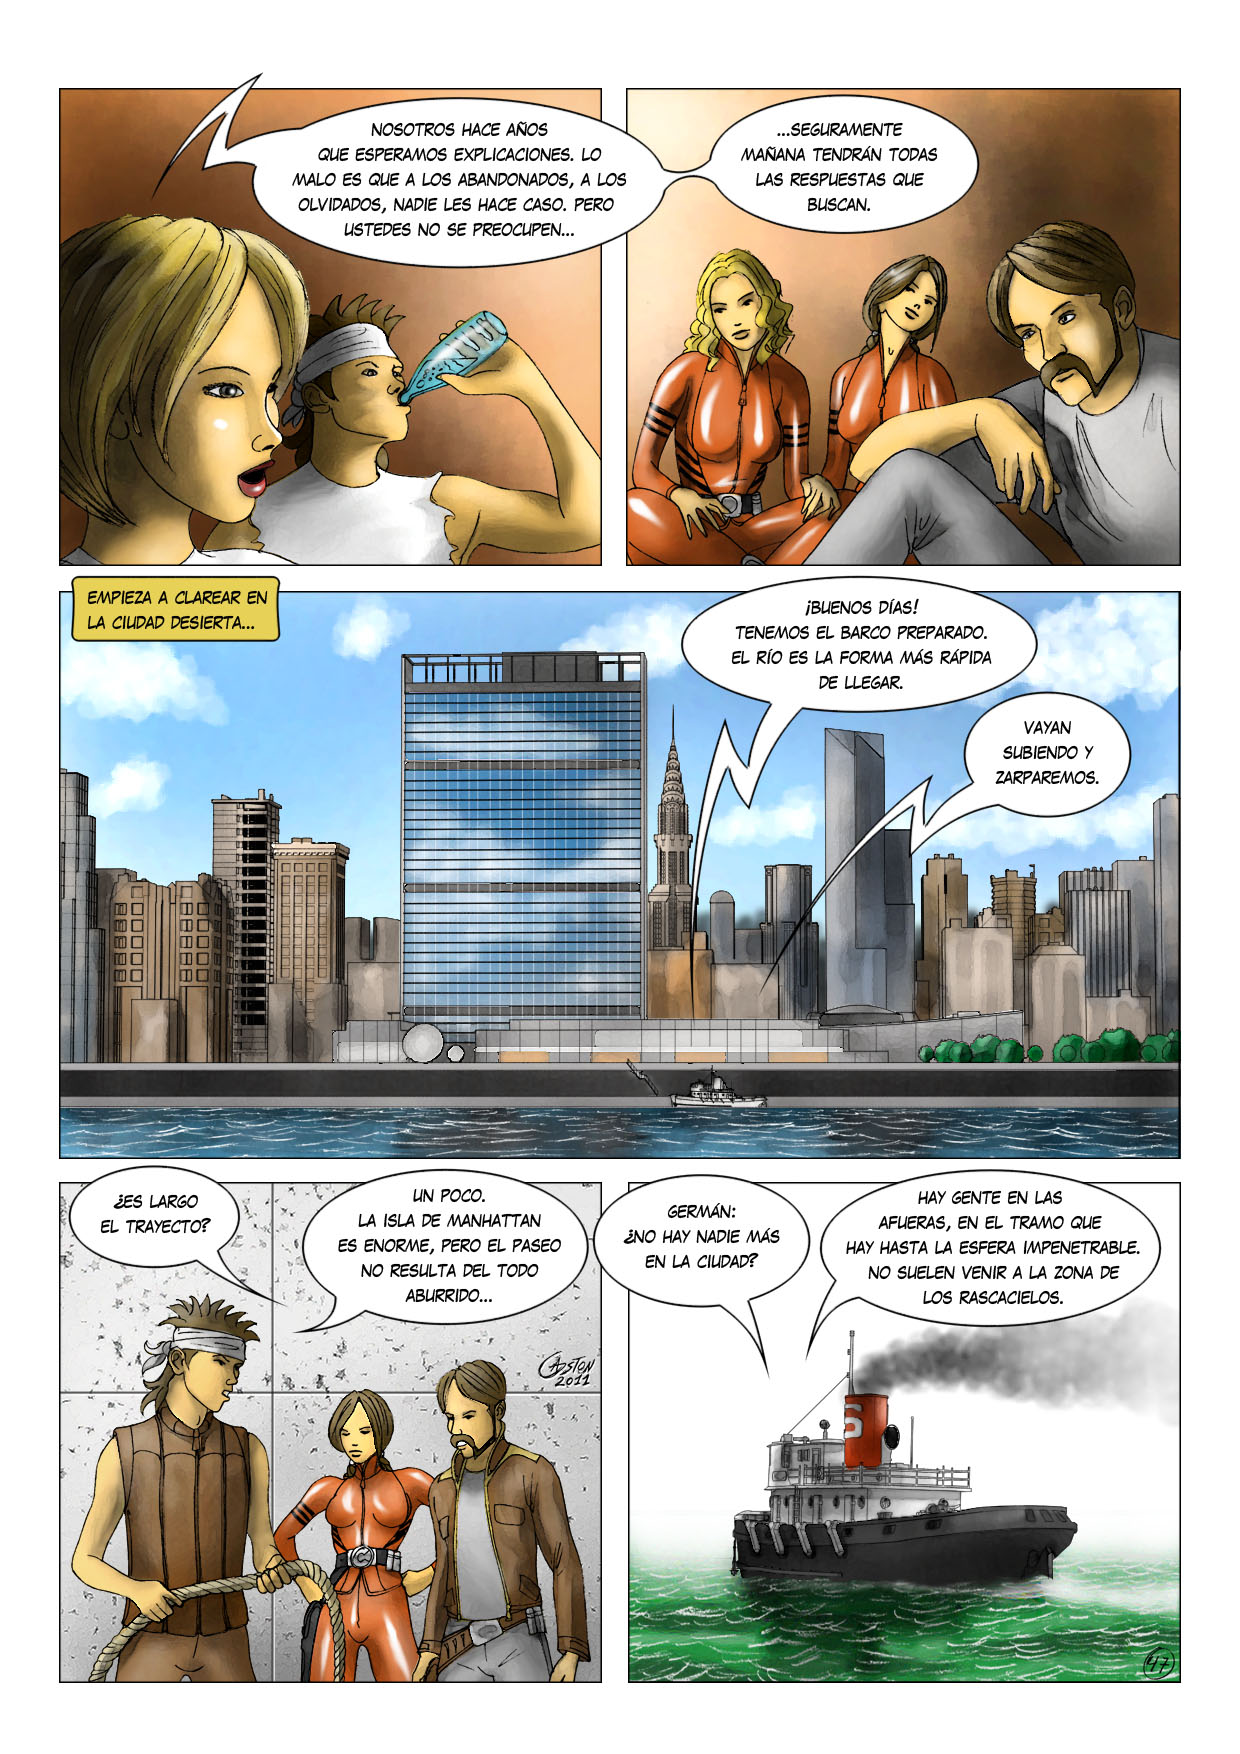 NOSOTROS HACE AÑOS
QUE ESPERAMOS EXPLICACIONES. LO
MALO ES QUE A LOS ABANDONADOS, A LOS
OLVIDADOS, NADIE LES HACE CASO. PERO
USTEDES NO SE PREOCUPEN...
...SEGURAMENTE
MAÑANA TENDRÁN TODAS
LAS RESPUESTAS QUE
BUSCAN.
EMPIEZA A CLAREAR EN
LA CIUDAD DESIERTA...
¡BUENOS DÍAS!
TENEMOS EL BARCO PREPARADO.
EL RÍO ES LA FORMA MÁS RÁPIDA
DE LLEGAR.
VAYAN
SUBIENDO Y
ZARPAREMOS.
¿ES LARGO
EL TRAYECTO?
UN POCO.
LA ISLA DE MANHATTAN
ES ENORME, PERO EL PASEO
NO RESULTA DEL TODO
ABURRIDO...
GASTON
2011
C
GERMÁN:
¿NO HAY NADIE MÁS
EN LA CIUDAD?
HAY GENTE EN LAS
AFUERAS, EN EL TRAMO QUE
HAY HASTA LA ESFERA IMPENETRABLE.
NO SUELEN VENIR A LA ZONA DE
LOS RASCACIELOS.
S
47